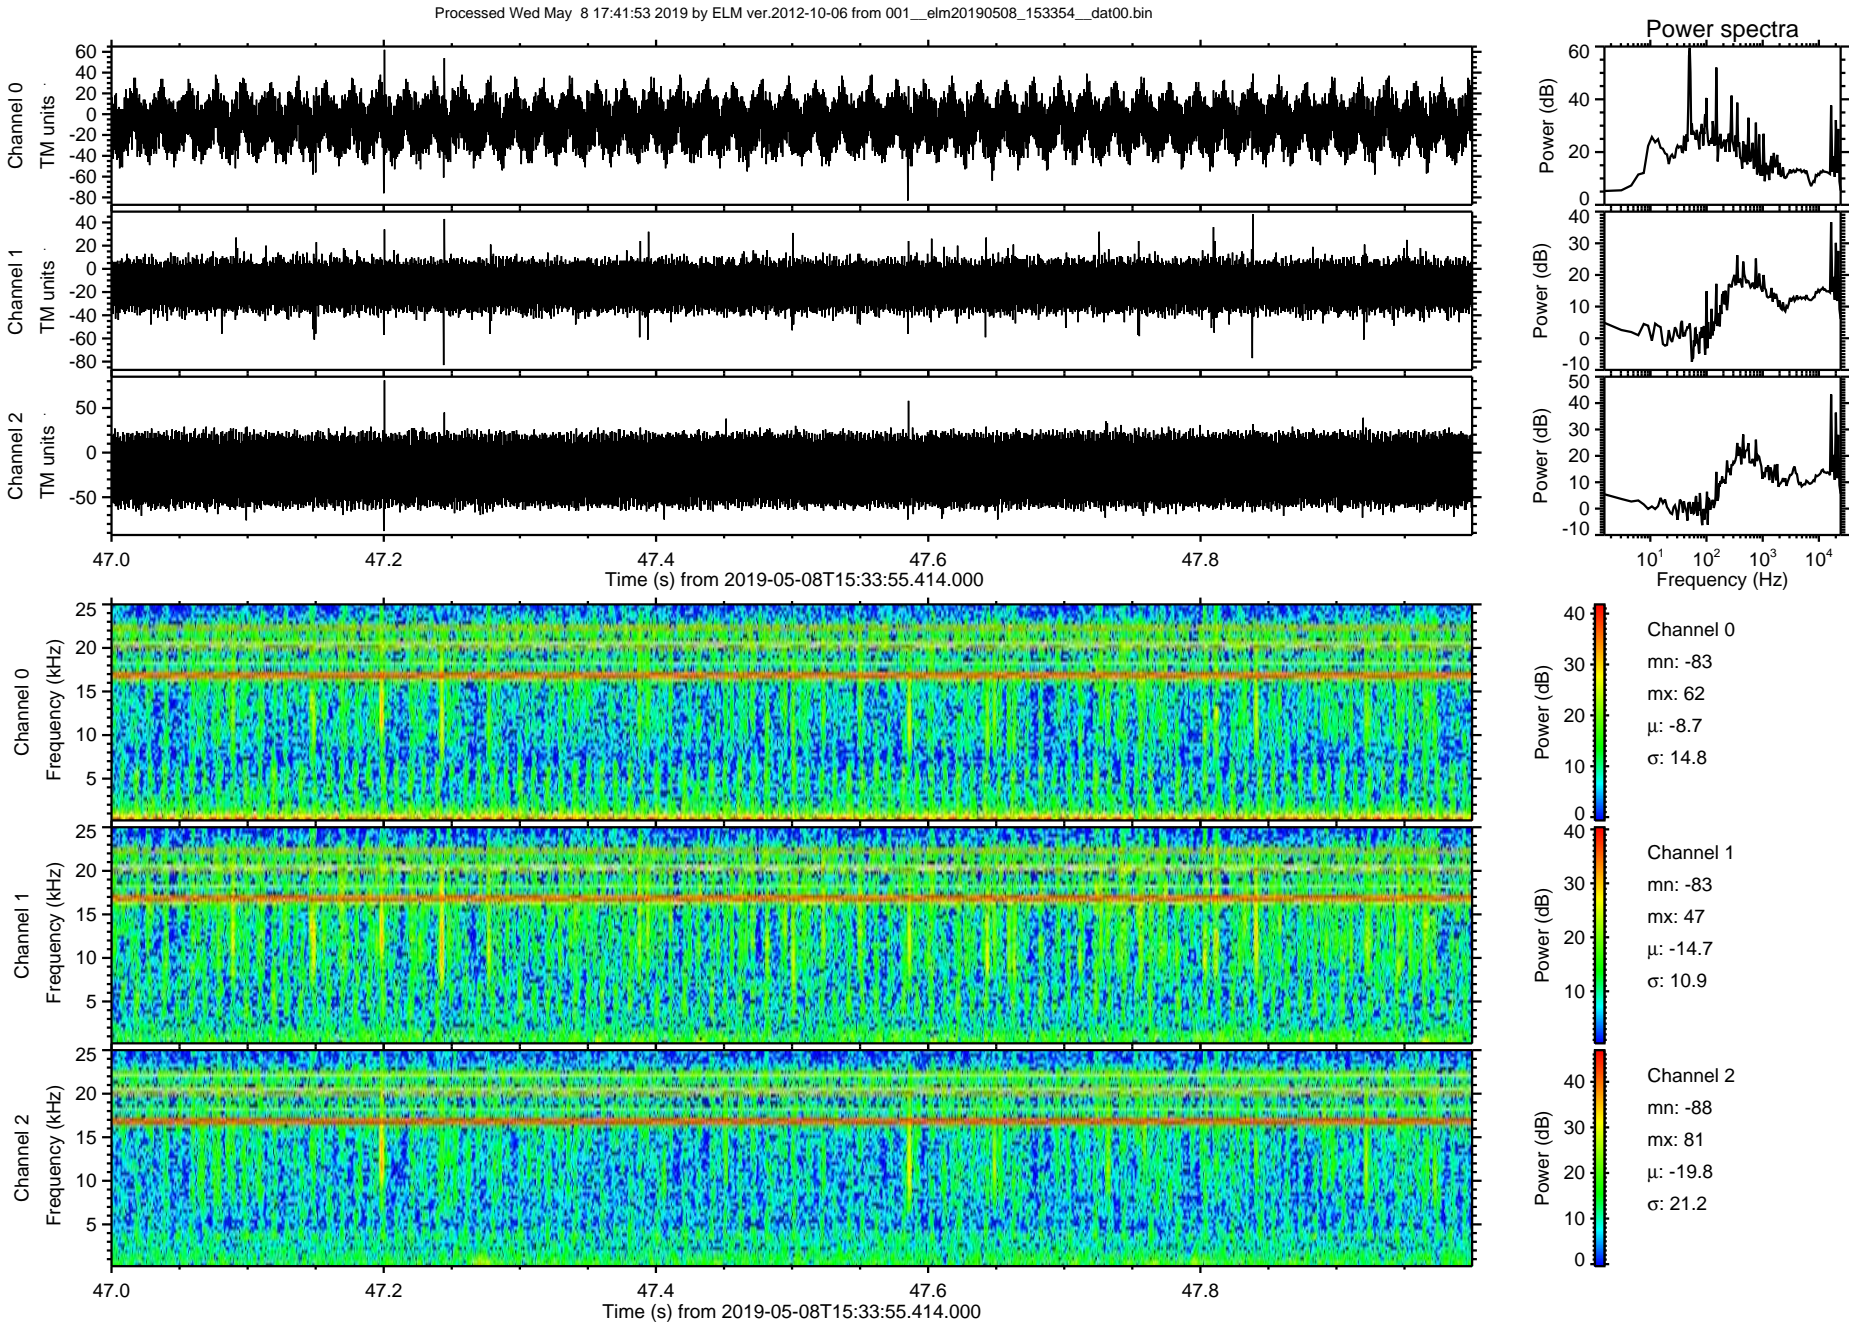 Processed Wed May  8 17:41:53 2019 by ELM ver.2012-10-06 from 001__elm20190508_153354__dat00.bin
Power spectra
Channel 0
TM units
60
40
20
0
-20
-40
-60
-80
Power (dB)
60
40
20
0
Channel 1
TM units
40
20
0
-20
-40
-60
-80
Power (dB)
40
30
20
10
0
-10
Channel 2
TM units
50
0
-50
Power (dB)
50
40
30
20
10
0
-10
47.0 47.2 47.4 47.6 47.8
Time (s) from 2019-05-08T15:33:55.414.000
10¹ 10² 10³ 10⁴
Frequency (Hz)
Channel 0
Frequency (kHz)
25
20
15
10
5
Power (dB)
40
30
20
10
0
Channel 0
mn: -83
mx: 62
μ: -8.7
σ: 14.8
Channel 1
Frequency (kHz)
25
20
15
10
5
Power (dB)
40
30
20
10
Channel 1
mn: -83
mx: 47
μ: -14.7
σ: 10.9
Channel 2
Frequency (kHz)
25
20
15
10
5
Power (dB)
40
30
20
10
0
Channel 2
mn: -88
mx: 81
μ: -19.8
σ: 21.2
47.0 47.2 47.4 47.6 47.8
Time (s) from 2019-05-08T15:33:55.414.000